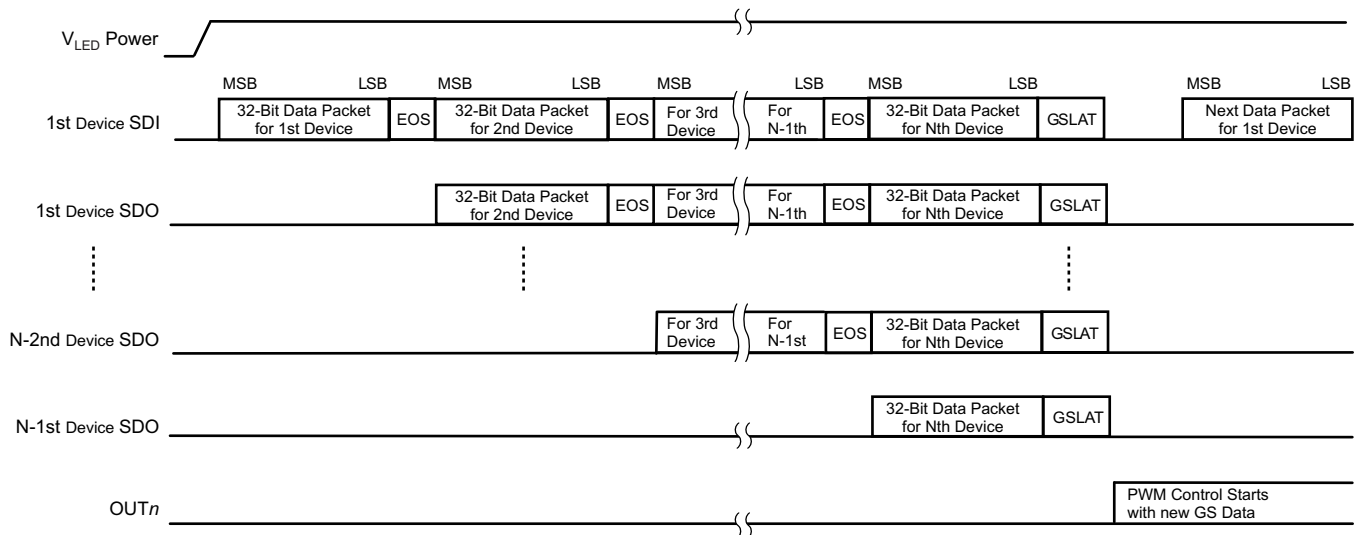 VLED Power
MSB LSB MSB LSB MSB LSB MSB LSB MSB LSB
1st Device SDI
32-Bit Data Packet
for 1st Device
EOS
32-Bit Data Packet
for 2nd Device
EOS
For 3rd
Device
For
N-1th
EOS
32-Bit Data Packet
for Nth Device
GSLAT
Next Data Packet
for 1st Device
1st Device SDO
32-Bit Data Packet
for 2nd Device
EOS
For 3rd
Device
For
N-1th
EOS
32-Bit Data Packet
for Nth Device
GSLAT
N-2nd Device SDO
For 3rd
Device
For
N-1st
EOS
32-Bit Data Packet
for Nth Device
GSLAT
N-1st Device SDO
32-Bit Data Packet
for Nth Device
GSLAT
OUTn
PWM Control Starts
with new GS Data